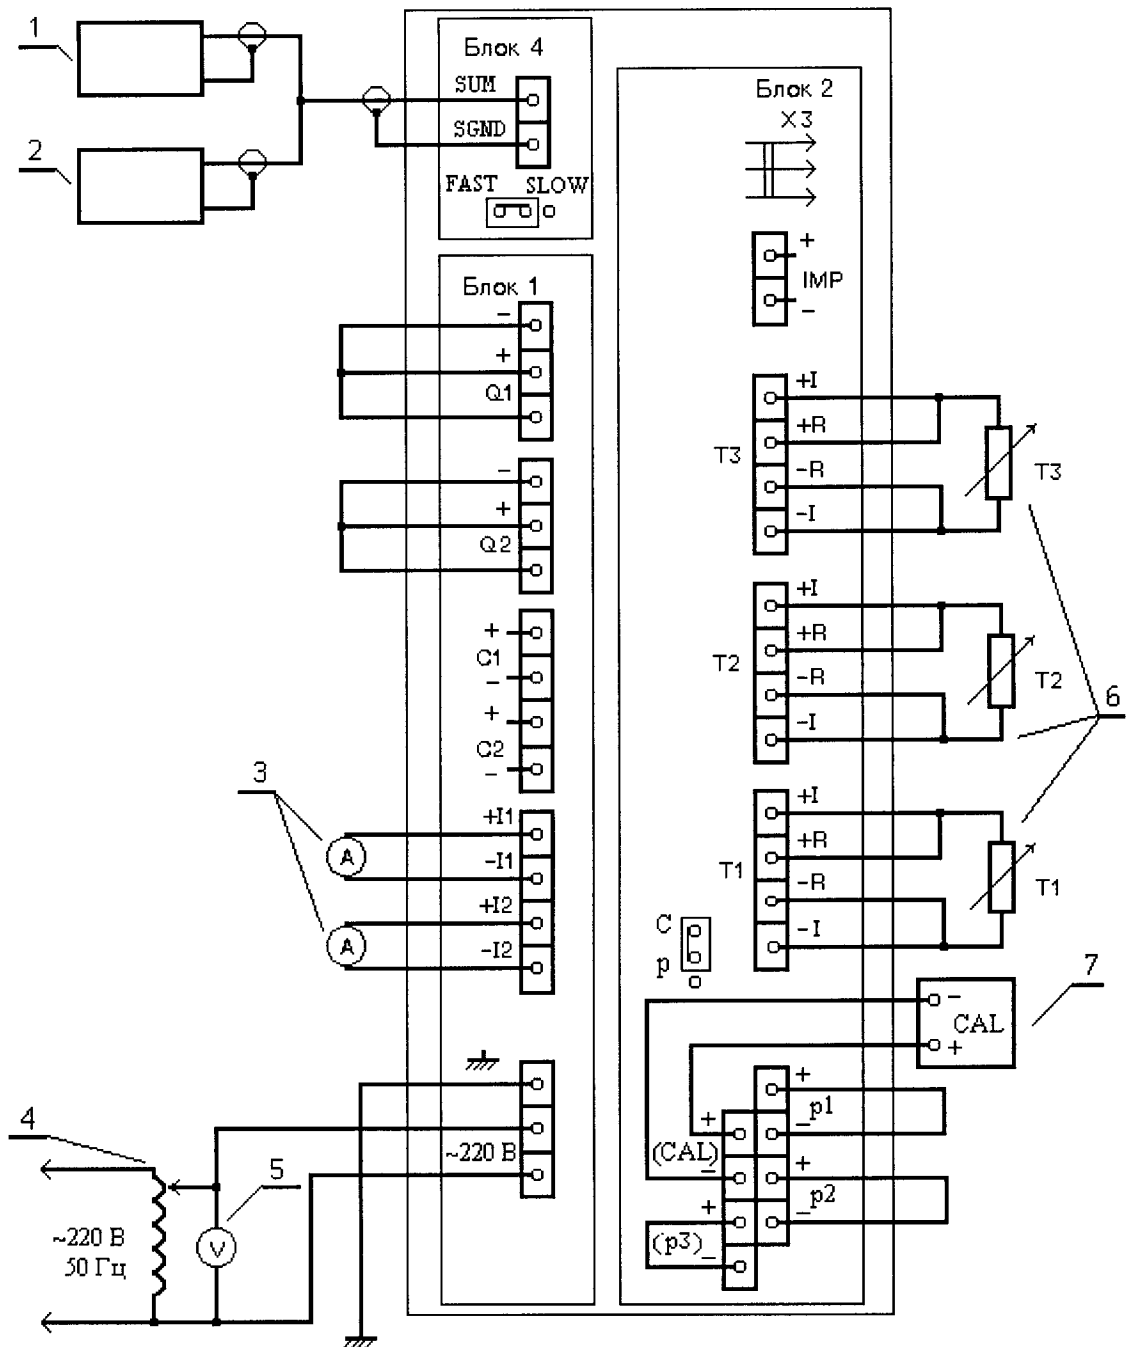 1
Блок 4
SUM
SGND
2
FAST SLOW
Блок 2
X3
+
IMP
−
Блок 1
−
+
Q1
−
+
Q2
+
C1
−
+
C2
−
3
+I1
A
−I1
+I2
A
−I2
+I
+R
T3
−R
−I
T3
+I
+R
T2
−R
−I
T2
6
+I
+R
T1
−R
−I
T1
C
p
7
−
CAL
+
+
p1
−
+
(CAL)
−
+
p2
−
+
(p3)
−
4
~220 В
5
V
~220 В
50 Гц